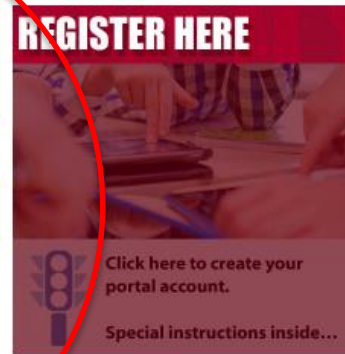 REGISTER HERE
Click here to create your
portal account.
Special instructions inside...